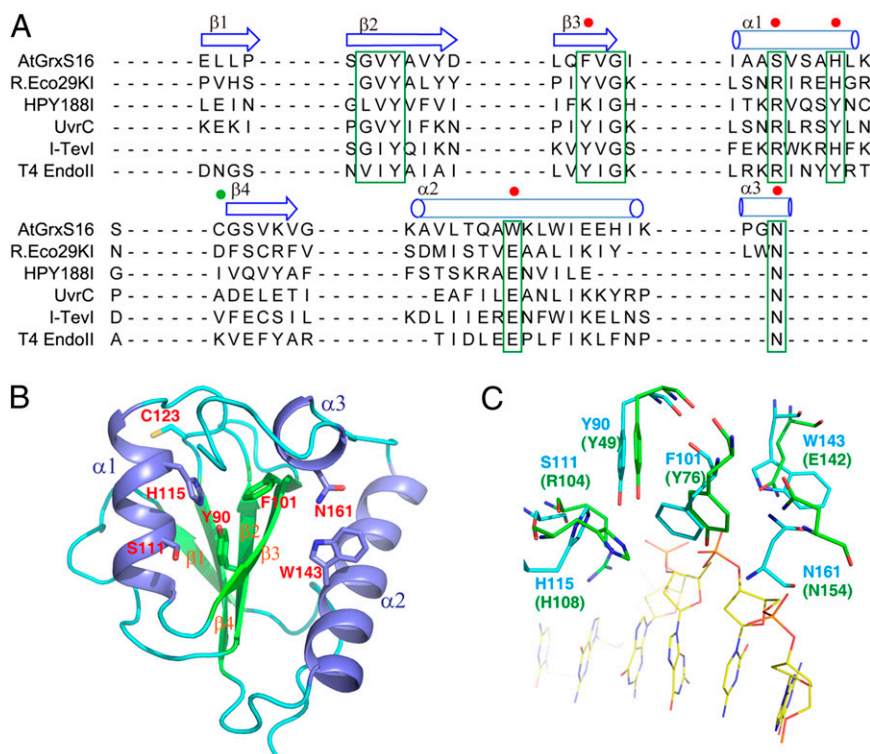 A
β1 β2 β3 α1
AtGrxS16 - - - - - - E L L P - - - - - - S G V Y A V Y D - - - - - - L Q F V G I - - - - - - - I A A S V S A H L K
R.Eco29KI - - - - - - P V H S - - - - - - - G V Y A L Y Y - - - - - - P I Y V G K - - - - - - - L S N R I R E H G R
HPY188I - - - - - - L E I N - - - - - - G L V Y V F V I - - - - - - I F K I G H - - - - - - - I T K R V Q S Y N C
UvrC - - - - - - K E K I - - - - - - P G V Y I F K N - - - - - - P I Y I G K - - - - - - - L S N R L R S Y L N
I-TevI - - - - - - - - - - - - - - - - S G I Y Q I K N - - - - - - K V Y V G S - - - - - - - F E K R W K R H F K
T4 EndoII - - - - - - D N G S - - - - - - N V I Y A I A I - - - - - - L V Y I G K - - - - - - - L R K R I N Y Y R T
β4 α2 α3
AtGrxS16 S - - - - - C G S V K V G - - - - - - K A V L T Q A W K L W I E E H I K - - - - - - P G N - - - - - -
R.Eco29KI N - - - - - D F S C R F V - - - - - - S D M I S T V E A A L I K I Y - - - - - - - - L W N - - - - - -
HPY188I G - - - - - I V Q V Y A F - - - - - - F S T S K R A E N V I L E - - - - - - - - - - - - N - - - - - -
UvrC P - - - - - A D E L E T I - - - - - - - - E A F I L E A N L I K K Y R P - - - - - - - - N - - - - - -
I-TevI D - - - - - V F E C S I L - - - - - - K D L I I E R E N F W I K E L N S - - - - - - - - N - - - - - -
T4 EndoII A - - - - - K V E F Y A R - - - - - - - T I D L E E P L F I K L F N P - - - - - - - - N - - - - - -
B
C123
α3
α1
H115
F101
N161
Y90
β2
S111
β1
β3
W143
α2
β4
C
Y90
(Y49)
S111
(R104)
F101
(Y76)
W143
(E142)
H115
(H108)
N161
(N154)